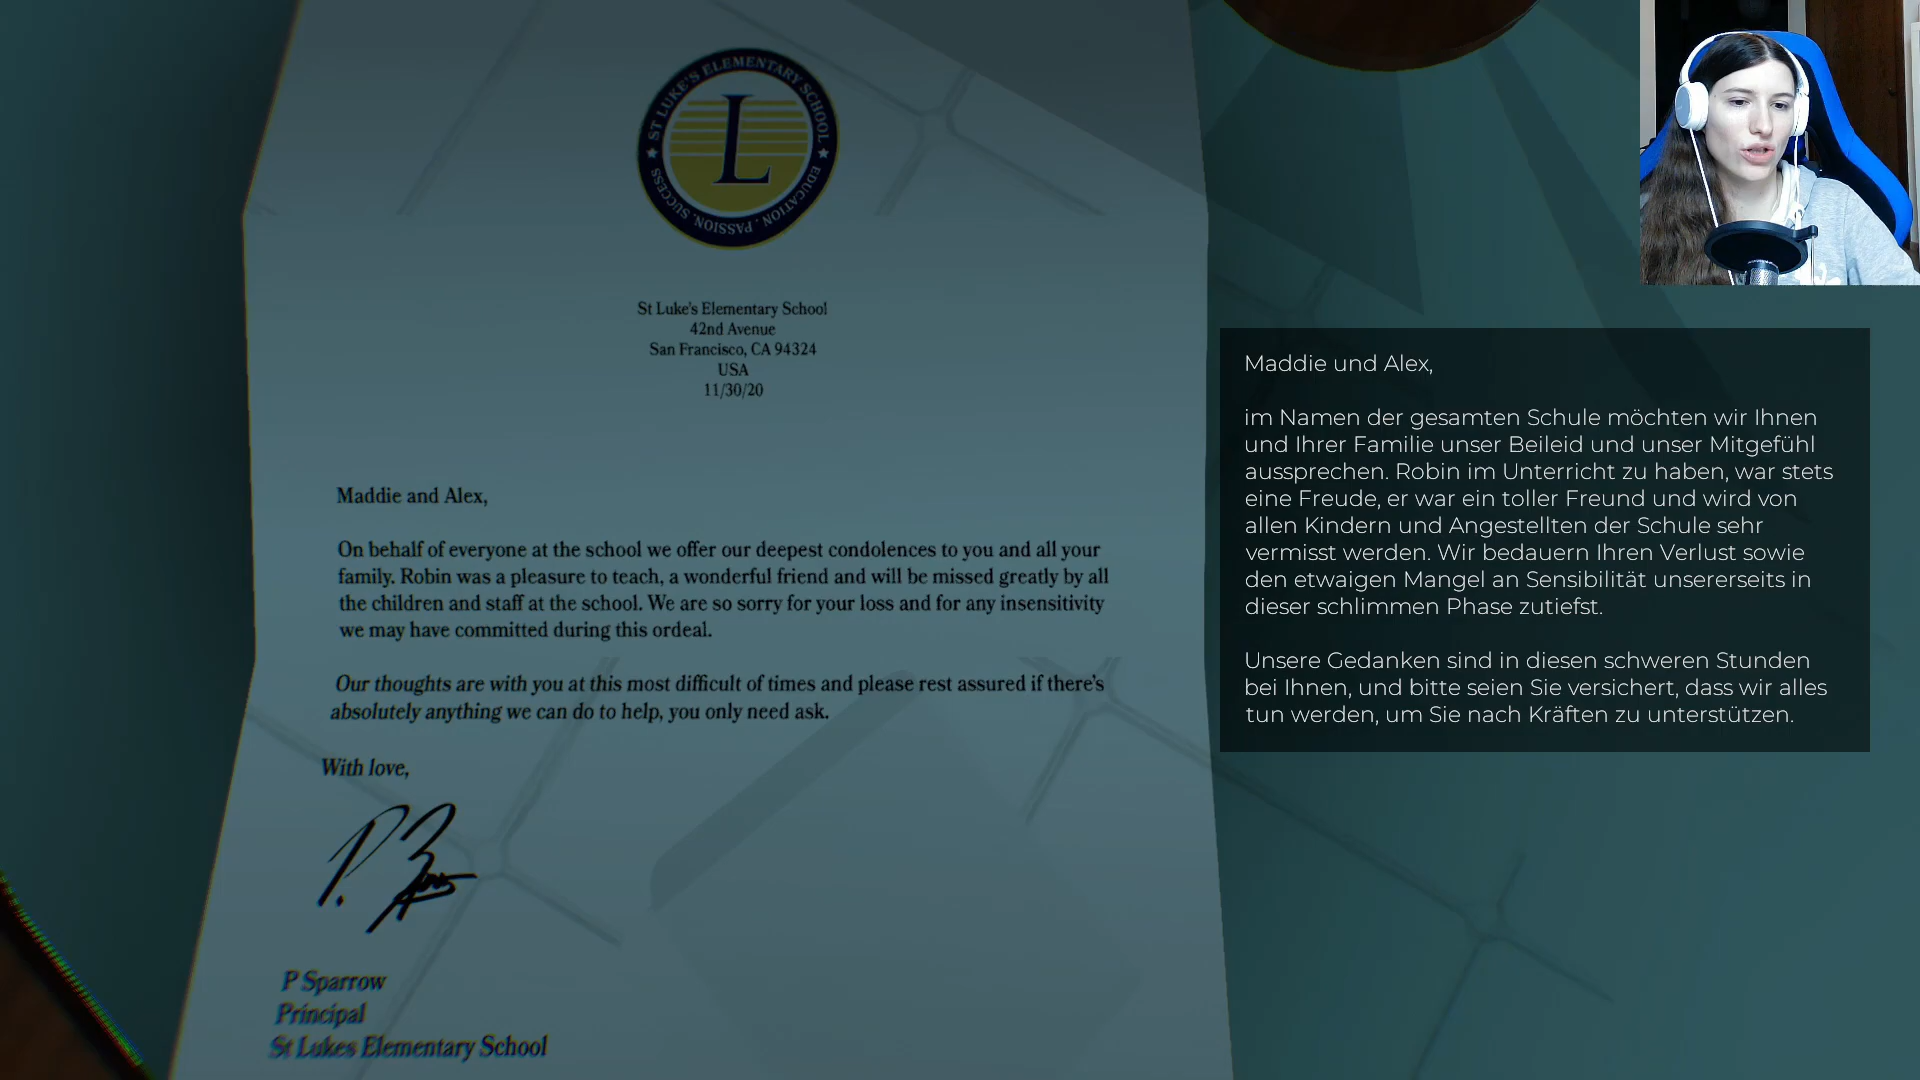 ST LUKE'S ELEMENTARY SCHOOL
EDUCATION, PASSION, SUCCESS
L
St Luke's Elementary School
42nd Avenue
San Francisco, CA 94324
USA
11/30/20
Maddie and Alex,
On behalf of everyone at the school we offer our deepest condolences to you and all your
family. Robin was a pleasure to teach, a wonderful friend and will be missed greatly by all
the children and staff at the school. We are so sorry for your loss and for any insensitivity
we may have committed during this ordeal.
Our thoughts are with you at this most difficult of times and please rest assured if there's
absolutely anything we can do to help, you only need ask.
With love,
P Sparrow
Principal
St Lukes Elementary School
Maddie und Alex,
im Namen der gesamten Schule möchten wir Ihnen
und Ihrer Familie unser Beileid und unser Mitgefühl
aussprechen. Robin im Unterricht zu haben, war stets
eine Freude, er war ein toller Freund und wird von
allen Kindern und Angestellten der Schule sehr
vermisst werden. Wir bedauern Ihren Verlust sowie
den etwaigen Mangel an Sensibilität unsererseits in
dieser schlimmen Phase zutiefst.
Unsere Gedanken sind in diesen schweren Stunden
bei Ihnen, und bitte seien Sie versichert, dass wir alles
tun werden, um Sie nach Kräften zu unterstützen.